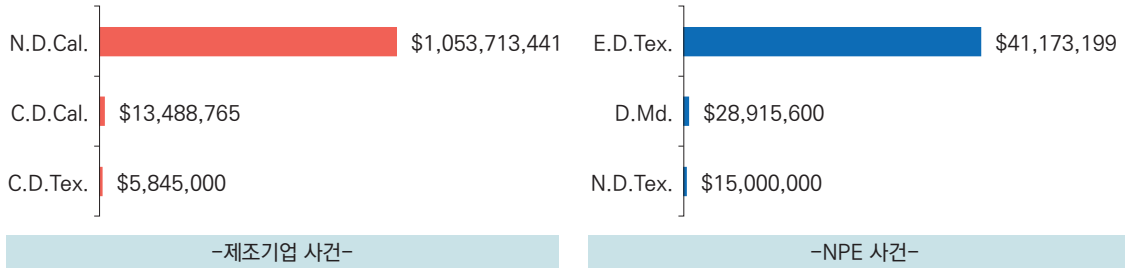 N.D.Cal. $1,053,713,441
C.D.Cal. $13,488,765
C.D.Tex. $5,845,000
-제조기업 사건-
E.D.Tex. $41,173,199
D.Md. $28,915,600
N.D.Tex. $15,000,000
-NPE 사건-